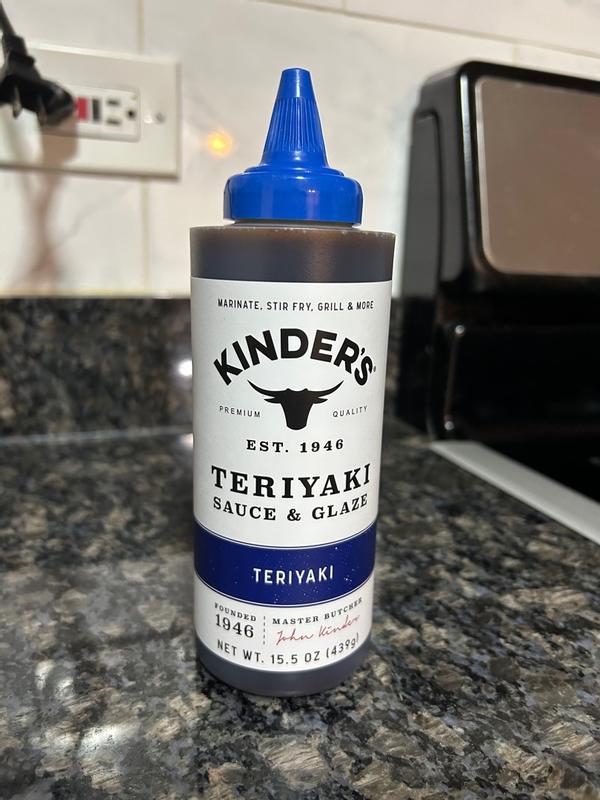 MARINATE, STIR FRY, GRILL & MORE
KINDER'S®
PREMIUM QUALITY
EST. 1946
TERIYAKI
SAUCE & GLAZE
TERIYAKI
FOUNDED
1946
MASTER BUTCHER
John Kinder
NET WT. 15.5 OZ (439g)